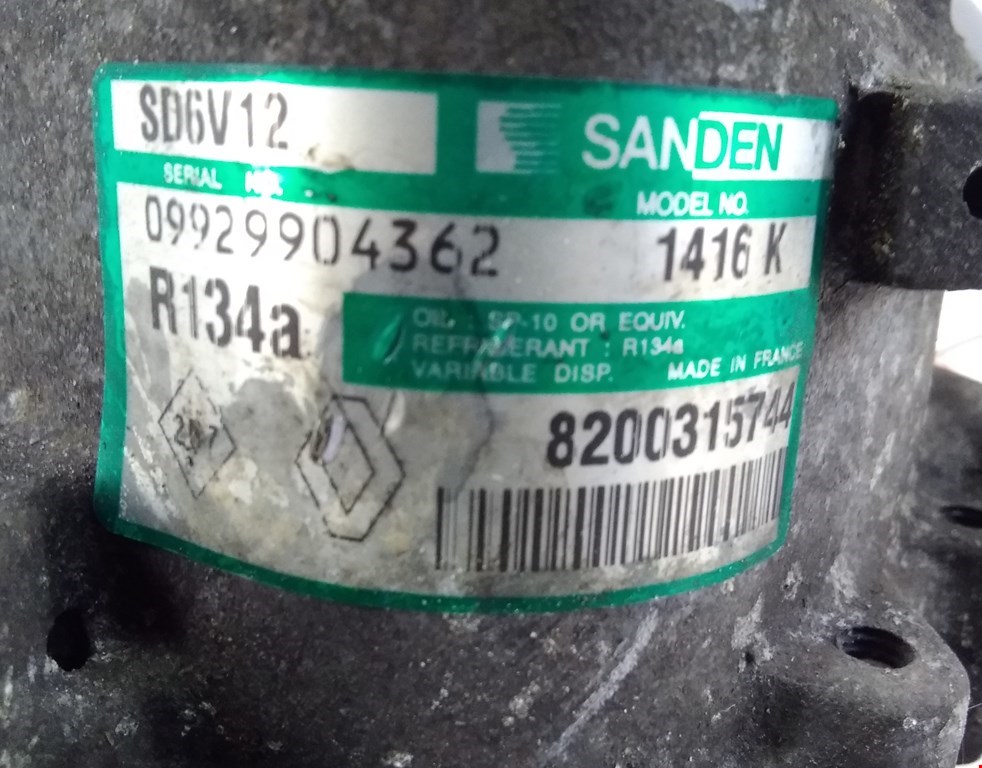 SD6V12
SANDEN
SERIAL NO.
MODEL NO.
09929904362
1416 K
R134a
OIL : SP-10 OR EQUIV.
REFRIGERANT : R134a
VARIABLE DISP. MADE IN FRANCE
8200315744